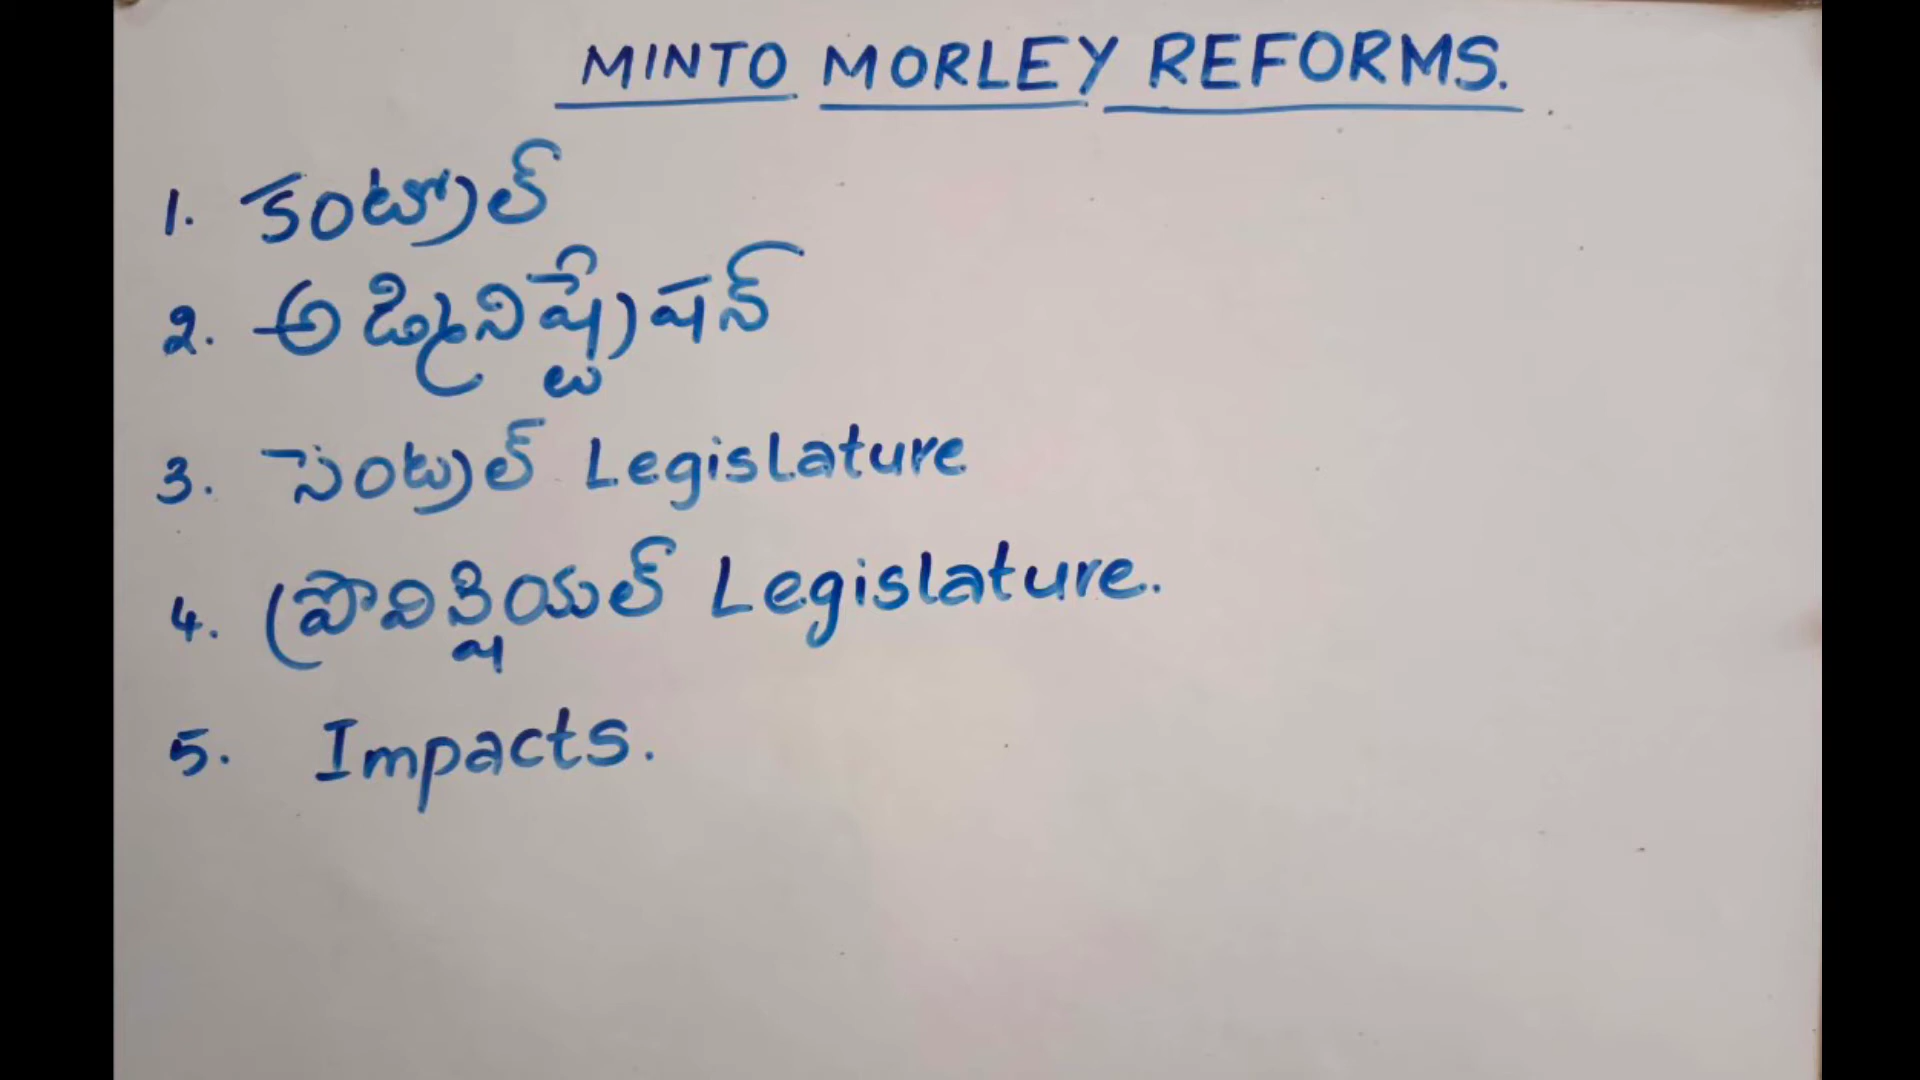 MINTO MORLEY REFORMS.
1. కంట్రోల్
2. అడ్మినిష్ట్రేషన్
3. సెంట్రల్ Legislature
4. ప్రొవిన్షియల్ Legislature.
5. Impacts.